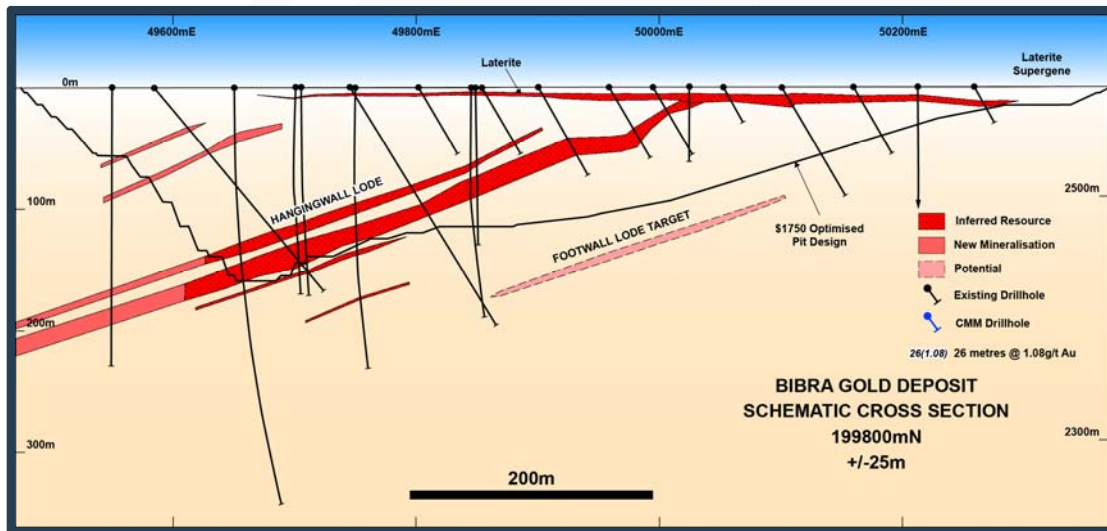 49600mE
49800mE
50000mE
50200mE
Laterite
Laterite
Supergene
0m
HANGINGWALL LODE
100m
2500m
FOOTWALL LODE TARGET
$1750 Optimised
Pit Design
Inferred Resource
New Mineralisation
Potential
Existing Drillhole
CMM Drillhole
26(1.08) 26 metres @ 1.08g/t Au
200m
BIBRA GOLD DEPOSIT
SCHEMATIC CROSS SECTION
199800mN
+/-25m
300m
2300m
200m